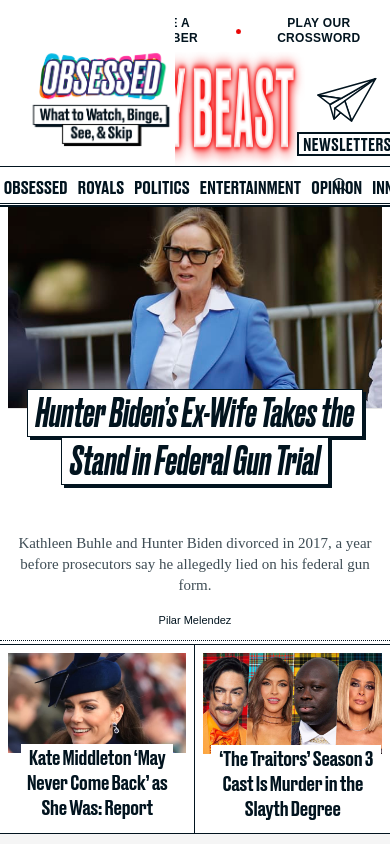 PLAY OUR
CROSSWORD
OBSESSED
What to Watch, Binge,
See, & Skip
BEAST
NEWSLETTERS
OBSESSED ROYALS POLITICS ENTERTAINMENT OPINION
Hunter Biden's Ex-Wife Takes the
Stand in Federal Gun Trial
Kathleen Buhle and Hunter Biden divorced in 2017, a year
before prosecutors say he allegedly lied on his federal gun
form.
Pilar Melendez
Kate Middleton ‘May
Never Come Back’ as
She Was: Report
‘The Traitors’ Season 3
Cast Is Murder in the
Slayth Degree